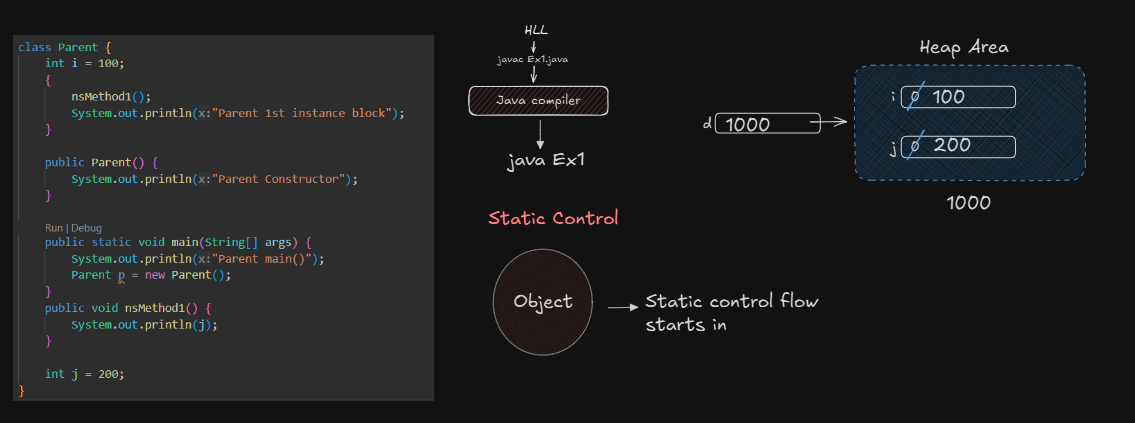 class Parent {
int i = 100;
{
nsMethod1();
System.out.println(x:"Parent 1st instance block");
}
public Parent() {
System.out.println(x:"Parent Constructor");
}
Run | Debug
public static void main(String[] args) {
System.out.println(x:"Parent main()");
Parent p = new Parent();
}
public void nsMethod1() {
System.out.println(j);
}
int j = 200;
}
HLL
javac Ex1.java
Java compiler
java Ex1
Static Control
Object
Static control flow
starts in
Heap Area
d 1000
i 0 100
j 0 200
1000